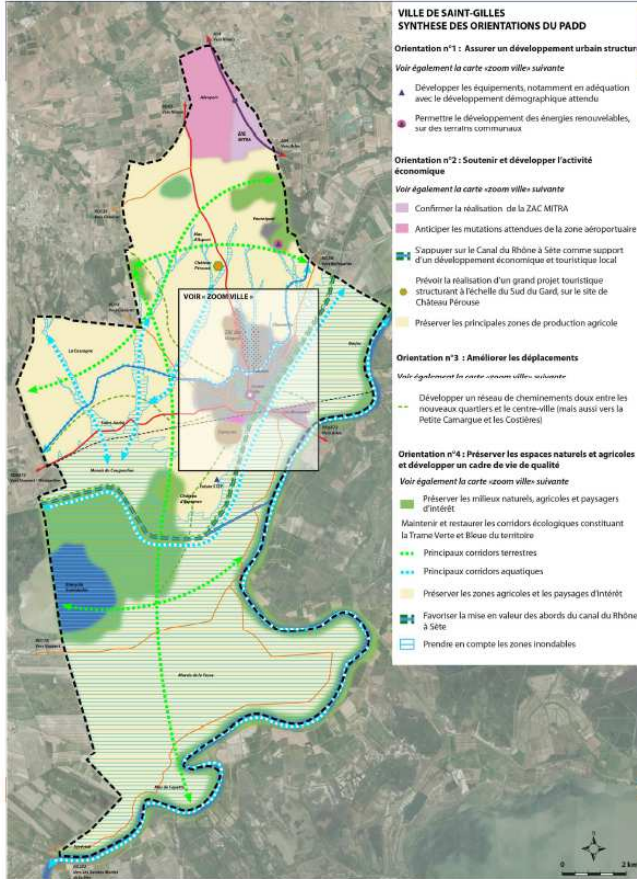 VILLE DE SAINT-GILLES
SYNTHESE DES ORIENTATIONS DU PADD
Orientation n°1 : Assurer un développement urbain structur
Voir également la carte «zoom ville» suivante
Développer les équipements, notamment en adéquation
avec le développement démographique attendu
Permettre le développement des énergies renouvelables,
sur des terrains communaux
Orientation n°2 : Soutenir et développer l'activité
économique
Voir également la carte «zoom ville» suivante
Confirmer la réalisation de la ZAC MITRA
Anticiper les mutations attendues de la zone aéroportuaire
S'appuyer sur le Canal du Rhône à Sète comme support
d'un développement économique et touristique local
Prévoir la réalisation d'un grand projet touristique
structurant à l'échelle du Sud du Gard, sur le site de
Château Pérouse
Préserver les principales zones de production agricole
Orientation n°3 : Améliorer les déplacements
Voir également la carte «zoom ville» suivante
Développer un réseau de cheminements doux entre les
nouveaux quartiers et le centre-ville (mais aussi vers la
Petite Camargue et les Costières)
Orientation n°4 : Préserver les espaces naturels et agricoles
et développer un cadre de vie de qualité
Voir également la carte «zoom ville» suivante
Préserver les milieux naturels, agricoles et paysagers
d'intérêt
Maintenir et restaurer les corridors écologiques constituant
la Trame Verte et Bleue du territoire
Principaux corridors terrestres
Principaux corridors aquatiques
Préserver les zones agricoles et les paysages d'Intérêt
Favoriser la mise en valeur des abords du canal du Rhône
à Sète
Prendre en compte les zones inondables
Aéroport
ZAC
MITRA
Château
Pérouse
VOIR « ZOOM VILLE »
La Cassagne
Future STEP
Château
d'Espeyran
N
0 2 km